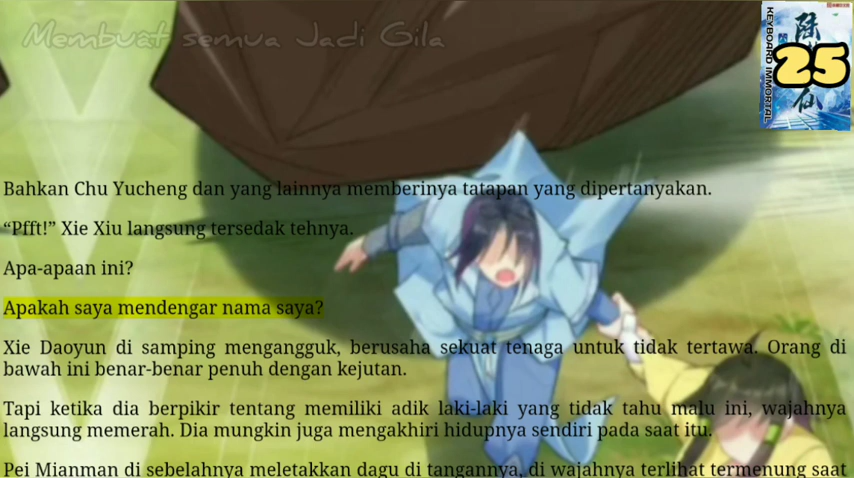 Membuat semua Jadi Gila
KEYBOARD IMMORTAL
25
Bahkan Chu Yucheng dan yang lainnya memberinya tatapan yang dipertanyakan.
“Pfft!” Xie Xiu langsung tersedak tehnya.
Apa-apaan ini?
Apakah saya mendengar nama saya?
Xie Daoyun di samping mengangguk, berusaha sekuat tenaga untuk tidak tertawa. Orang di
bawah ini benar-benar penuh dengan kejutan.
Tapi ketika dia berpikir tentang memiliki adik laki-laki yang tidak tahu malu ini, wajahnya
langsung memerah. Dia mungkin juga mengakhiri hidupnya sendiri pada saat itu.
Pei Mianman di sebelahnya meletakkan dagu di tangannya, di wajahnya terlihat termenung saat